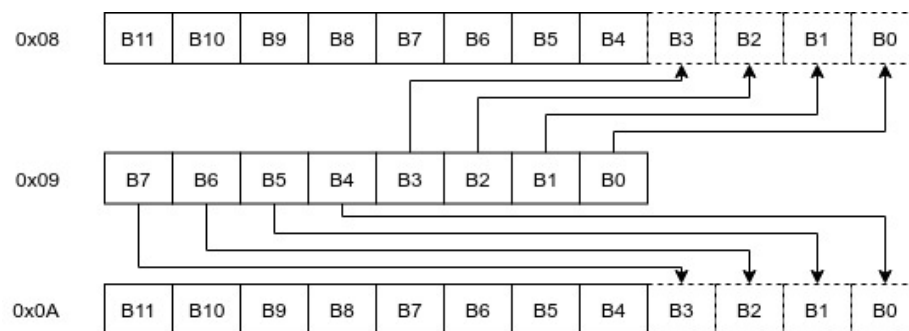 0x08 B11 B10 B9 B8 B7 B6 B5 B4 B3 B2 B1 B0
0x09 B7 B6 B5 B4 B3 B2 B1 B0
0x0A B11 B10 B9 B8 B7 B6 B5 B4 B3 B2 B1 B0